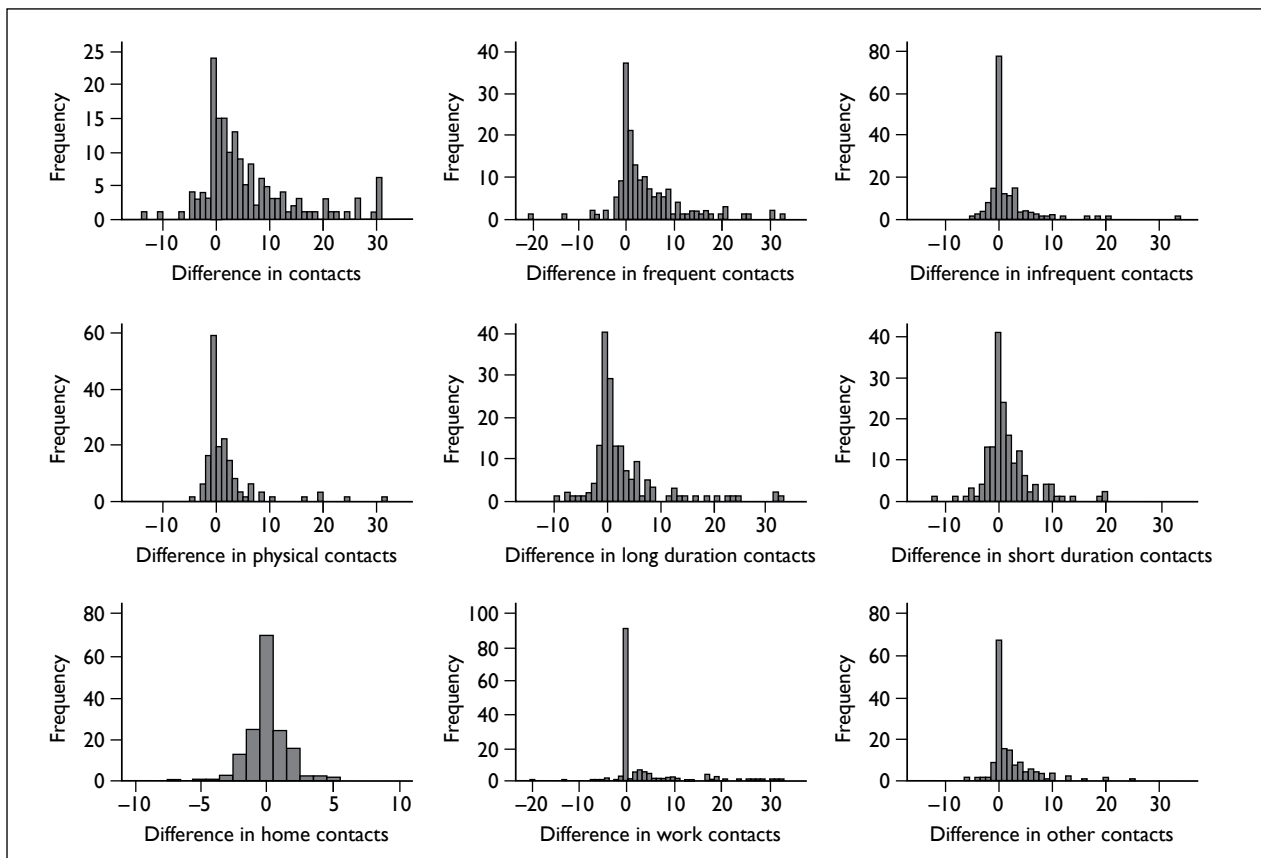 25
20
15
10
5
0
Frequency
−10 0 10 20 30
Difference in contacts
40
30
20
10
0
Frequency
−20 −10 0 10 20 30
Difference in frequent contacts
80
60
40
20
0
Frequency
−10 0 10 20 30
Difference in infrequent contacts
60
40
20
0
Frequency
−10 0 10 20 30
Difference in physical contacts
40
30
20
10
0
Frequency
−10 0 10 20 30
Difference in long duration contacts
40
30
20
10
0
Frequency
−10 0 10 20 30
Difference in short duration contacts
80
60
40
20
0
Frequency
−10 −5 0 5 10
Difference in home contacts
100
80
60
40
20
0
Frequency
−20 −10 0 10 20 30
Difference in work contacts
80
60
40
20
0
Frequency
−10 0 10 20 30
Difference in other contacts